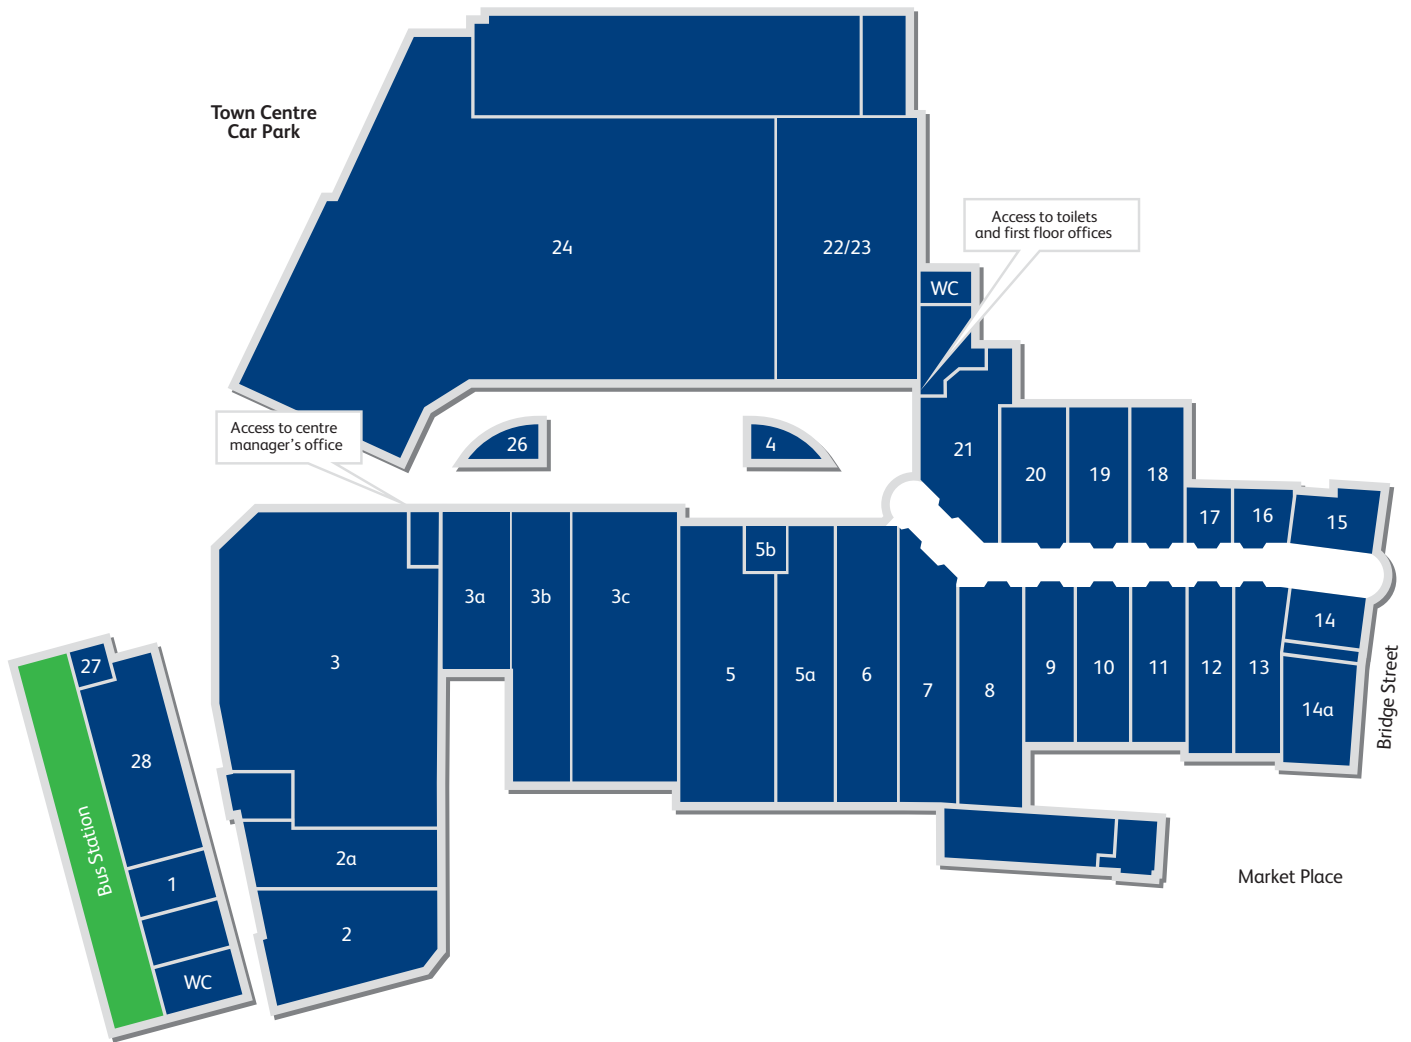 Town Centre
Car Park
24
22/23
Access to toilets
and first floor offices
WC
Access to centre
manager's office
26
4
21
20
19
18
17
16
15
5b
3a
3b
3c
3
5
5a
6
7
8
9
10
11
12
13
14
14a
Bridge Street
27
28
Bus Station
1
WC
2a
2
Market Place